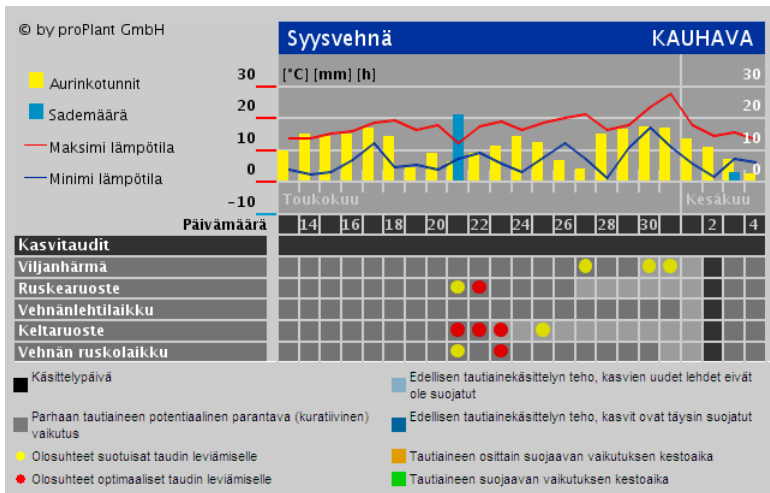 © by proPlant GmbH
Syysvehnä KAUHAVA
[°C] [mm] [h]
Aurinkotunnit
Sademäärä
Maksimi lämpötila
Minimi lämpötila
30 30
20 20
10 10
0 0
-10
Toukokuu Kesäkuu
Päivämäärä 14 16 18 20 22 24 26 28 30 2 4
Kasvitaudit
Viljanhärmä
Ruskearuoste
Vehnänlehtilaikku
Keltaruoste
Vehnän ruskolaikku
Käsittelypäivä
Parhaan tautiaineen potentiaalinen parantava (kuratiivinen)
vaikutus
Olosuhteet suotuisat taudin leviämiselle
Olosuhteet optimaaliset taudin leviämiselle
Edellisen tautiainekäsittelyn teho, kasvien uudet lehdet eivät
ole suojatut
Edellisen tautiainekäsittelyn teho, kasvit ovat täysin suojatut
Tautiaineen osittain suojaavan vaikutuksen kestoaika
Tautiaineen suojaavan vaikutuksen kestoaika